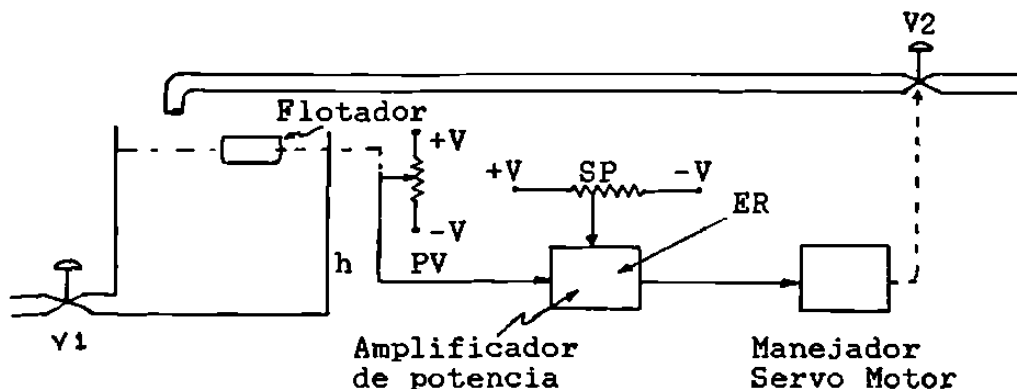 V2
Flotador
+V
+V
SP
-V
ER
-V
h
PV
V1
Amplificador
de potencia
Manejador
Servo Motor